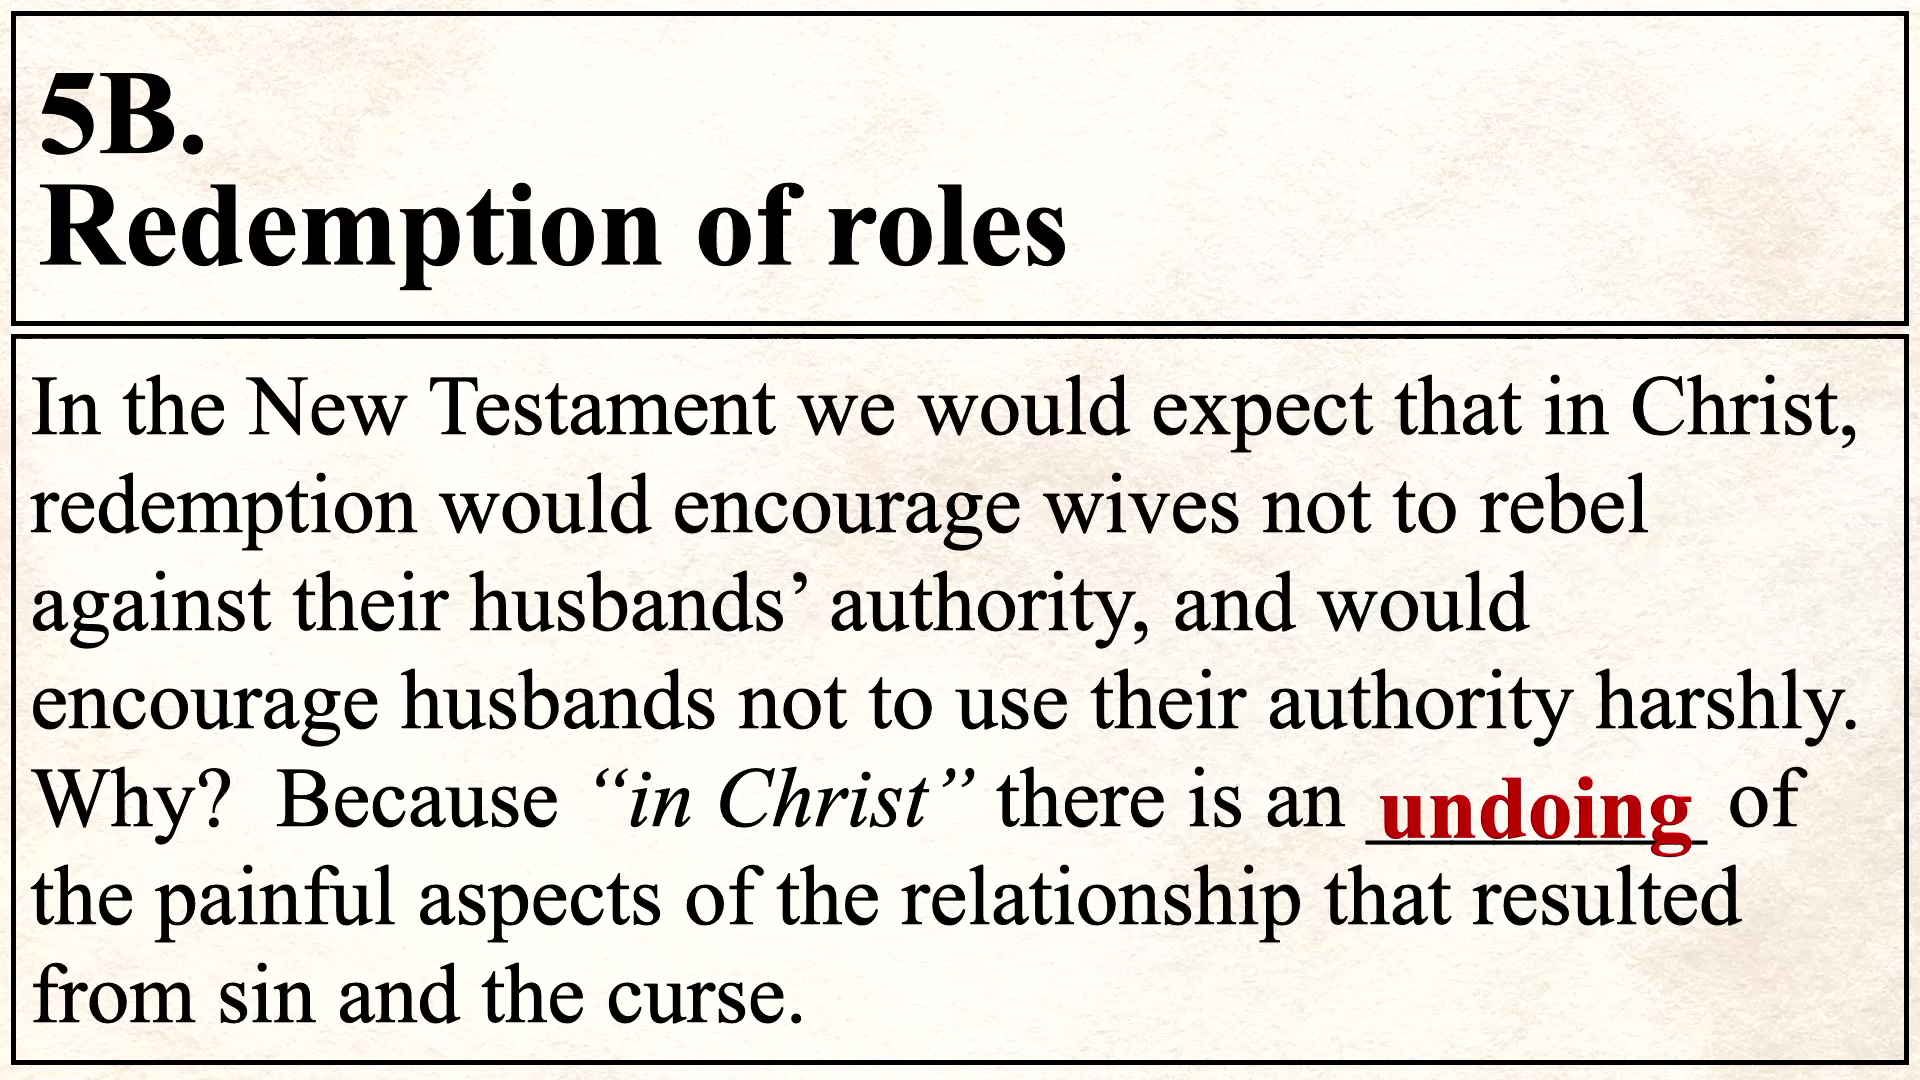 5B.
Redemption of roles
In the New Testament we would expect that in Christ,
redemption would encourage wives not to rebel
against their husbands’ authority, and would
encourage husbands not to use their authority harshly.
Why?  Because “in Christ” there is an undoing of
the painful aspects of the relationship that resulted
from sin and the curse.